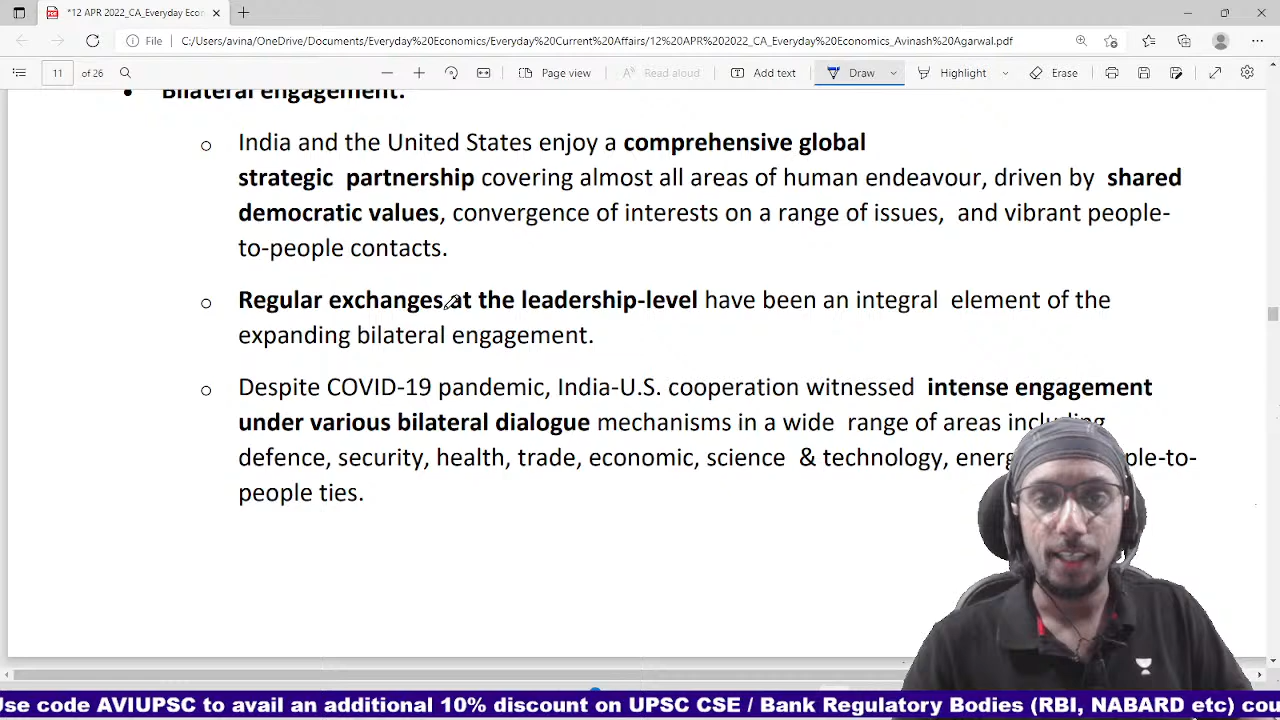 *12 APR 2022_CA_Everyday Econ
File C:/Users/avina/OneDrive/Documents/Everyday%20Economics/Everyday%20Current%20Affairs/12%20APR%202022_CA_Everyday%20Economics_Avinash%20Agarwal.pdf
11 of 26 Page view Read aloud Add text Draw Highlight Erase
Bilateral engagement:
India and the United States enjoy a comprehensive global
strategic partnership covering almost all areas of human endeavour, driven by shared
democratic values, convergence of interests on a range of issues, and vibrant people-
to-people contacts.
Regular exchanges at the leadership-level have been an integral element of the
expanding bilateral engagement.
Despite COVID-19 pandemic, India-U.S. cooperation witnessed intense engagement
under various bilateral dialogue mechanisms in a wide range of areas including
defence, security, health, trade, economic, science & technology, ple-to-
people ties.
Use code AVIUPSC to avail an additional 10% discount on UPSC CSE / Bank Regulatory Bodies (RBI, NABARD etc) cou